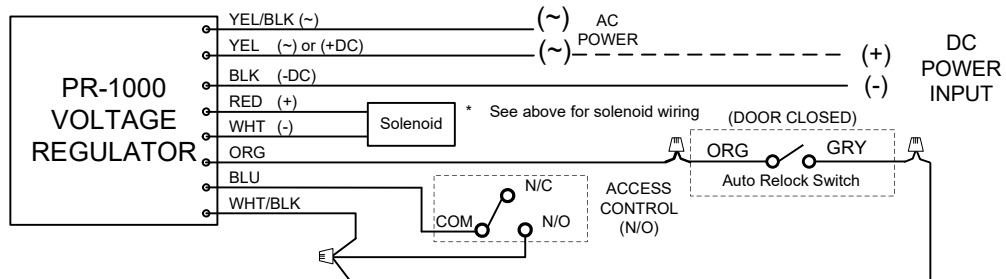 YEL/BLK (~)
(~)
AC
POWER
YEL (~) or (+DC)
(~)
(+)
DC
POWER
INPUT
BLK (-DC)
(-)
PR-1000
VOLTAGE
REGULATOR
RED (+)
WHT (-)
Solenoid
* See above for solenoid wiring
(DOOR CLOSED)
ORG
ORG
GRY
Auto Relock Switch
BLU
N/C
COM
N/O
ACCESS
CONTROL
(N/O)
WHT/BLK